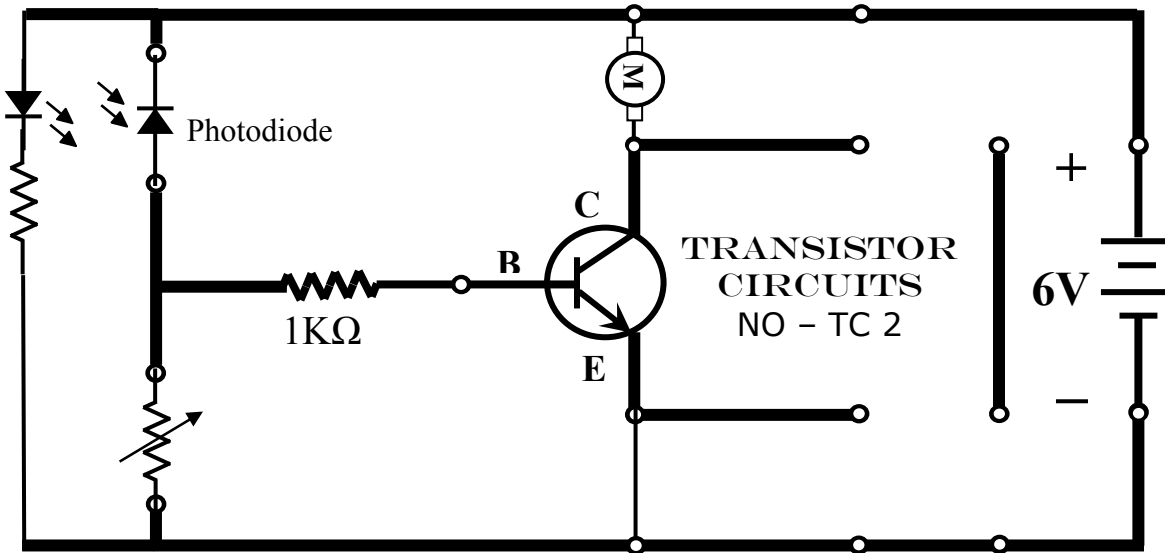 M
Photodiode
C
B
1KΩ
E
TRANSISTOR
CIRCUITS
NO – TC 2
+
6V
−